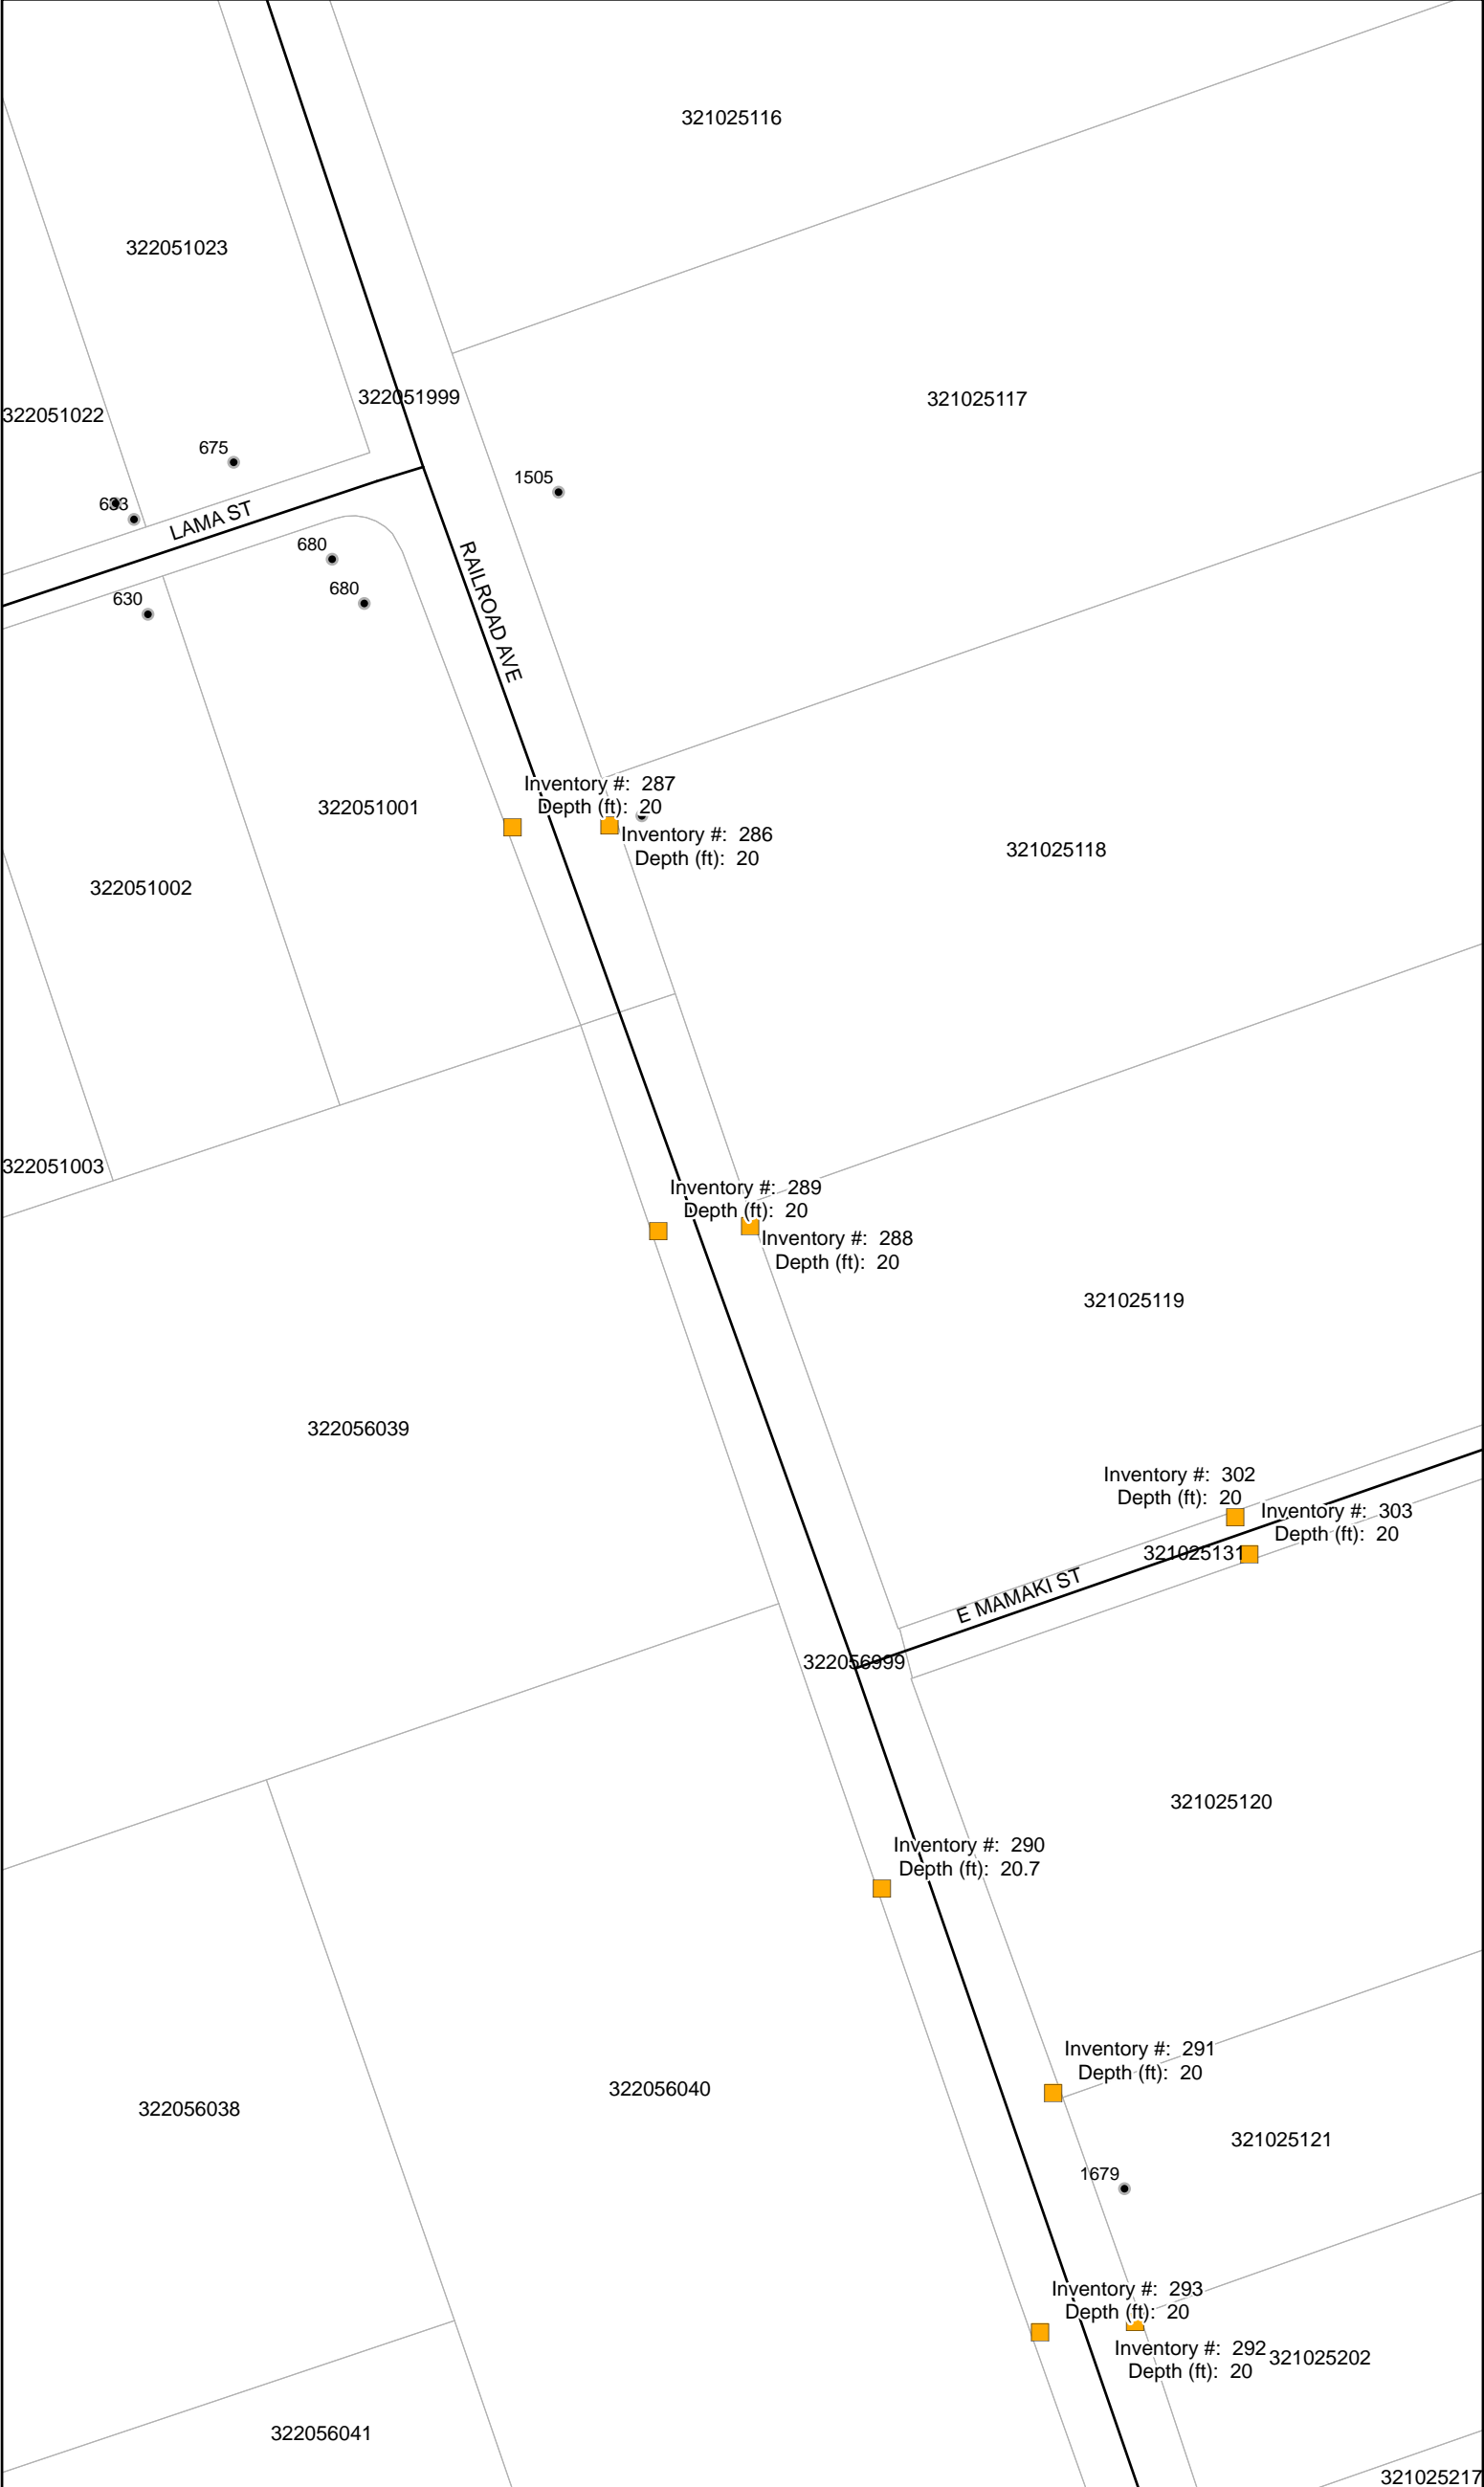 321025116
322051023
322051999
321025117
322051022
675
1505
LAMA ST
680
680
630
RAILROAD AVE
Inventory #: 287
Depth (ft): 20
Inventory #: 286
Depth (ft): 20
322051001
321025118
322051002
322051003
Inventory #: 289
Depth (ft): 20
Inventory #: 288
Depth (ft): 20
321025119
322056039
Inventory #: 302
Depth (ft): 20
Inventory #: 303
Depth (ft): 20
321025131
E MAMAKI ST
322056999
321025120
Inventory #: 290
Depth (ft): 20.7
Inventory #: 291
Depth (ft): 20
322056040
322056038
321025121
1679
Inventory #: 293
Depth (ft): 20
Inventory #: 292
Depth (ft): 20
321025202
322056041
321025217